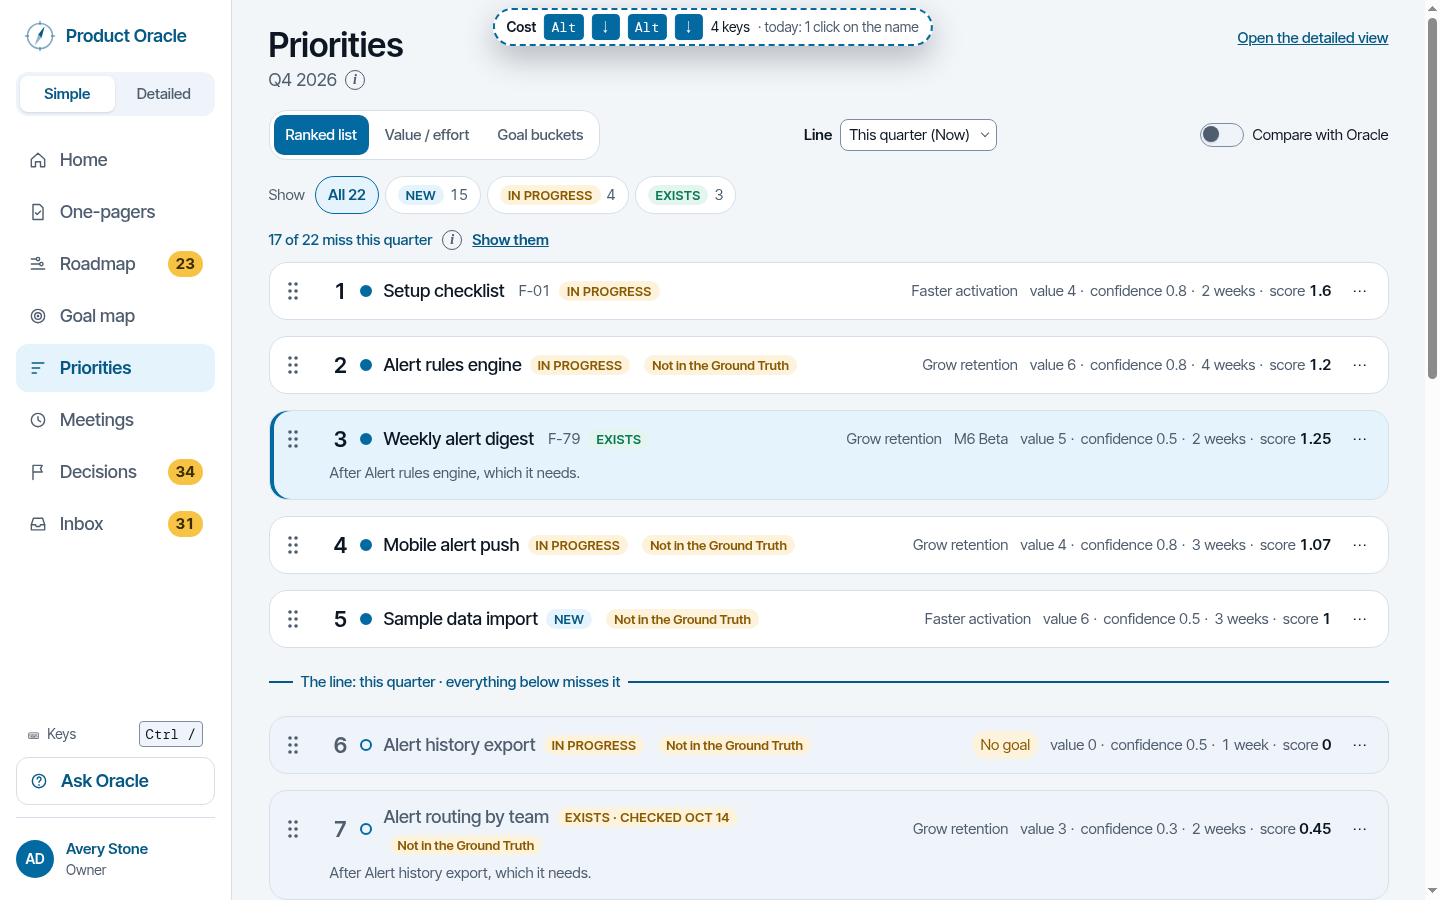 Product Oracle
Simple Detailed
Home
One-pagers
Roadmap 23
Goal map
Priorities
Meetings
Decisions 34
Inbox 31
Keys Ctrl /
Ask Oracle
AD Avery Stone
Owner
Cost Alt ↓ Alt ↓ 4 keys · today: 1 click on the name
Priorities
Q4 2026 i
Open the detailed view
Ranked list Value / effort Goal buckets
Line This quarter (Now)
Compare with Oracle
Show All 22 NEW 15 IN PROGRESS 4 EXISTS 3
17 of 22 miss this quarter i Show them
1 Setup checklist F-01 IN PROGRESS Faster activation value 4 · confidence 0.8 · 2 weeks · score 1.6 ···
2 Alert rules engine IN PROGRESS Not in the Ground Truth Grow retention value 6 · confidence 0.8 · 4 weeks · score 1.2 ···
3 Weekly alert digest F-79 EXISTS Grow retention M6 Beta value 5 · confidence 0.5 · 2 weeks · score 1.25 ···
After Alert rules engine, which it needs.
4 Mobile alert push IN PROGRESS Not in the Ground Truth Grow retention value 4 · confidence 0.8 · 3 weeks · score 1.07 ···
5 Sample data import NEW Not in the Ground Truth Faster activation value 6 · confidence 0.5 · 3 weeks · score 1 ···
The line: this quarter · everything below misses it
6 Alert history export IN PROGRESS Not in the Ground Truth No goal value 0 · confidence 0.5 · 1 week · score 0 ···
7 Alert routing by team EXISTS · CHECKED OCT 14 Grow retention value 3 · confidence 0.3 · 2 weeks · score 0.45 ···
Not in the Ground Truth
After Alert history export, which it needs.